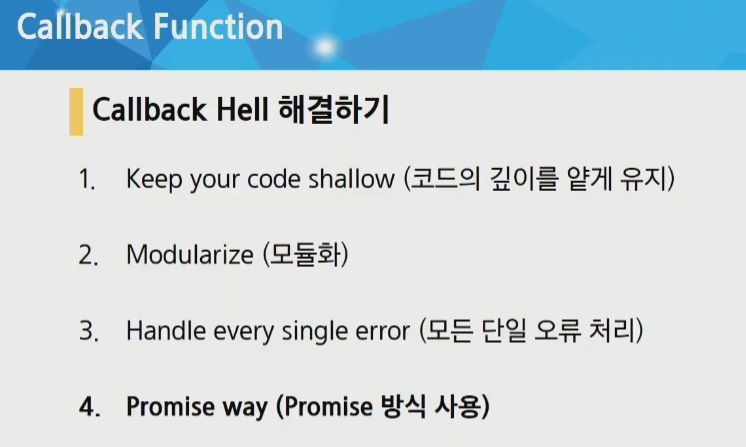 Callback Function
Callback Hell 해결하기
1. Keep your code shallow (코드의 깊이를 얕게 유지)
2. Modularize (모듈화)
3. Handle every single error (모든 단일 오류 처리)
4. Promise way (Promise 방식 사용)